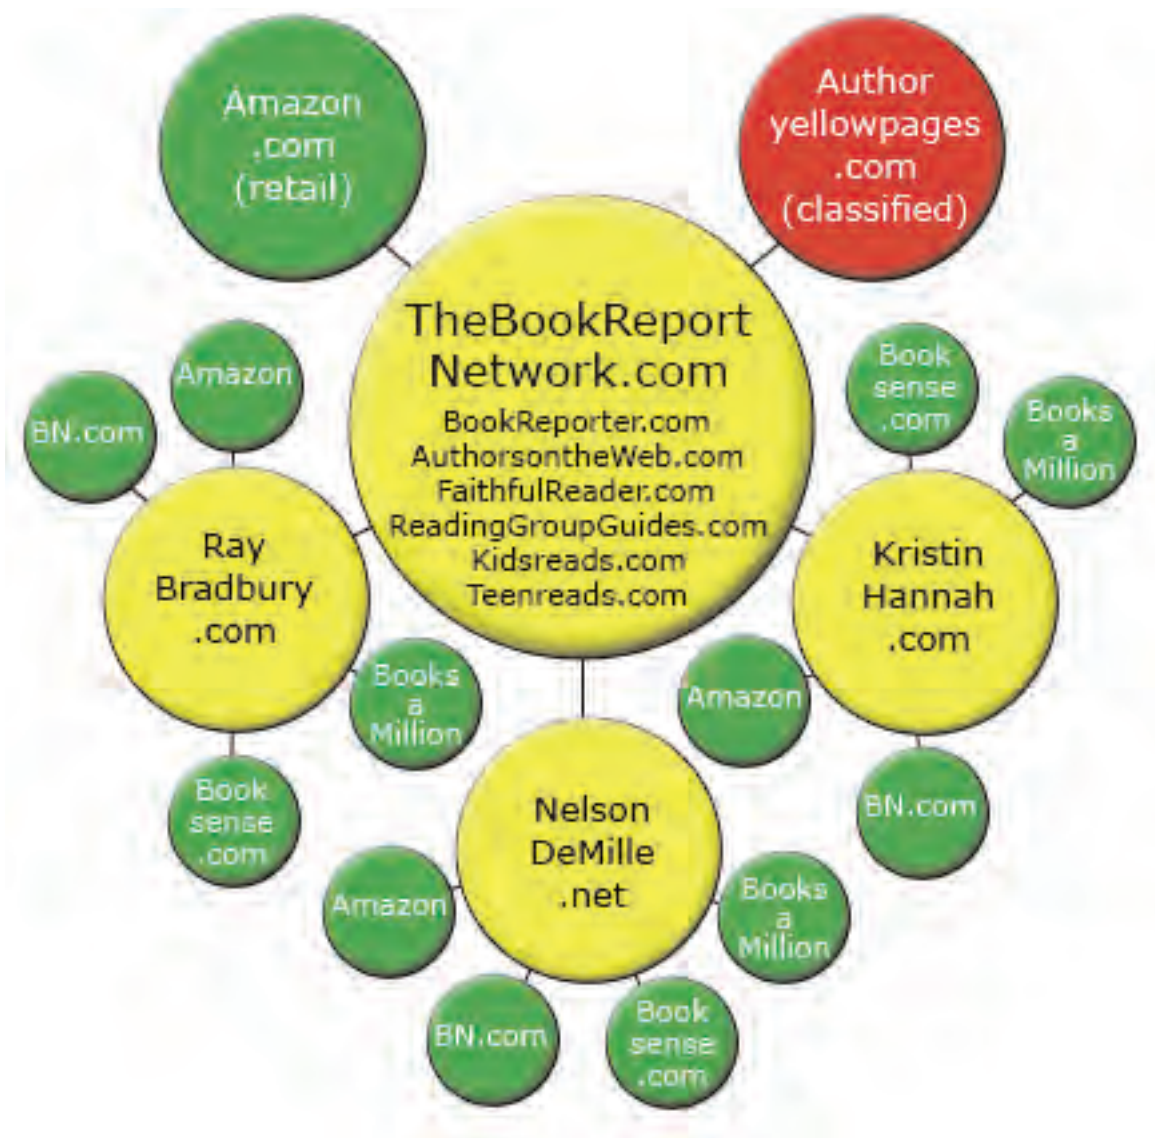 Amazon
.com
(retail)
Author
yellowpages
.com
(classified)
TheBookReport
Network.com
BookReporter.com
AuthorsontheWeb.com
FaithfulReader.com
ReadingGroupGuides.com
Kidsreads.com
Teenreads.com
BN.com
Amazon
Ray
Bradbury
.com
Books
a
Million
Book
sense
.com
Book
sense
.com
Books
a
Million
Kristin
Hannah
.com
Amazon
BN.com
Nelson
DeMille
.net
Amazon
BN.com
Book
sense
.com
Books
a
Million